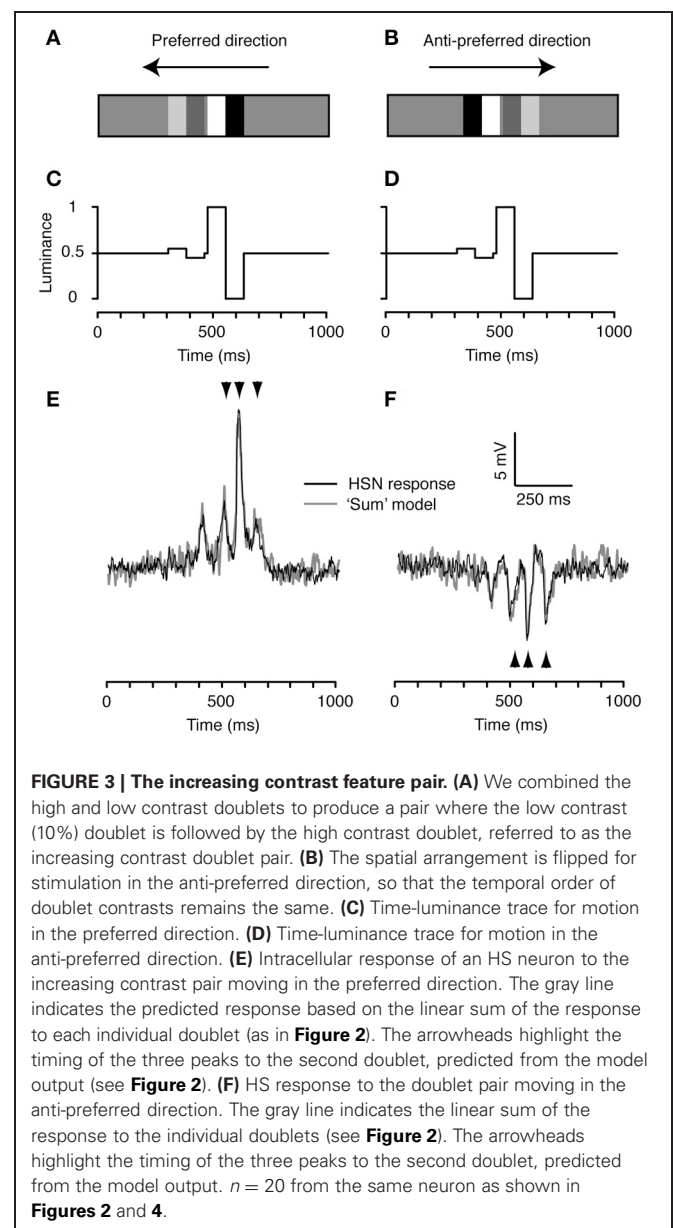 A
Preferred direction
B
Anti-preferred direction
C
D
Luminance
1
0.5
0
0 500 1000
Time (ms)
0 500 1000
Time (ms)
E
F
HSN response
'Sum' model
5 mV
250 ms
0 500 1000
Time (ms)
0 500 1000
Time (ms)
FIGURE 3 | The increasing contrast feature pair. (A) We combined the
high and low contrast doublets to produce a pair where the low contrast
(10%) doublet is followed by the high contrast doublet, referred to as the
increasing contrast doublet pair. (B) The spatial arrangement is flipped for
stimulation in the anti-preferred direction, so that the temporal order of
doublet contrasts remains the same. (C) Time-luminance trace for motion
in the preferred direction. (D) Time-luminance trace for motion in the
anti-preferred direction. (E) Intracellular response of an HS neuron to the
increasing contrast pair moving in the preferred direction. The gray line
indicates the predicted response based on the linear sum of the response
to each individual doublet (as in Figure 2). The arrowheads highlight the
timing of the three peaks to the second doublet, predicted from the model
output (see Figure 2). (F) HS response to the doublet pair moving in the
anti-preferred direction. The gray line indicates the linear sum of the
response to the individual doublets (see Figure 2). The arrowheads
highlight the timing of the three peaks to the second doublet, predicted
from the model output. n = 20 from the same neuron as shown in
Figures 2 and 4.